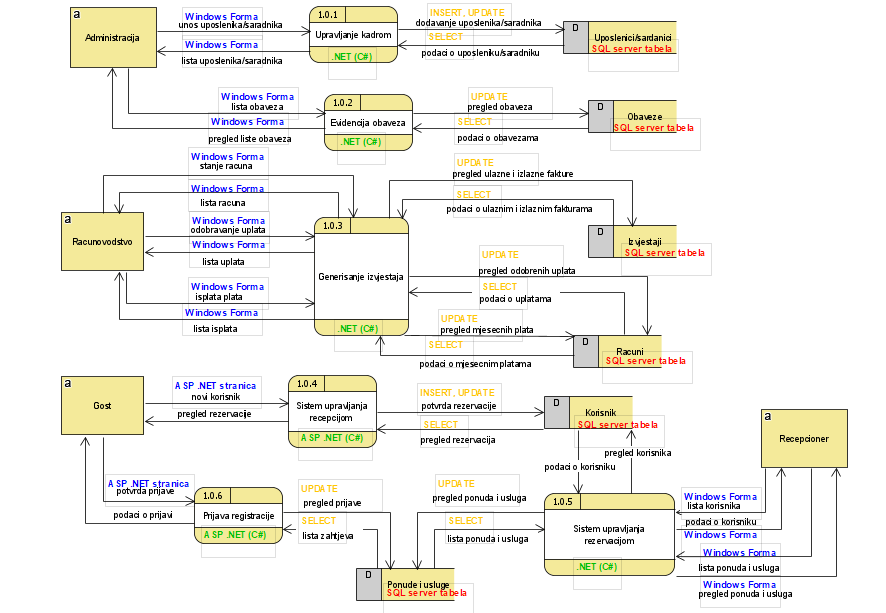 a
Administracija
Windows Forma
unos uposlenika/saradnika
Windows Forma
lista uposlenika/saradnika
1.0.1
Upravljanje kadrom
.NET (C#)
INSERT, UPDATE
dodavanje uposlenika/saradnika
SELECT
podaci o uposleniku/saradniku
D
Uposlenici/sardanici
SQL server tabela
Windows Forma
lista obaveza
Windows Forma
pregled liste obaveza
1.0.2
Evidencija obaveza
.NET (C#)
UPDATE
pregled obaveza
SELECT
podaci o obavezama
D
Obaveze
SQL server tabela
Windows Forma
stanje racuna
Windows Forma
lista racuna
a
Racunovodstvo
Windows Forma
odobravanje uplata
Windows Forma
lista uplata
Windows Forma
isplata plata
Windows Forma
lista isplata
1.0.3
Generisanje izvjestaja
.NET (C#)
UPDATE
pregled ulazne i izlazne fakture
SELECT
podaci o ulaznim i izlaznim fakturama
D
Izvjestaji
SQL server tabela
UPDATE
pregled odobrenih uplata
SELECT
podaci o uplatama
UPDATE
pregled mjesecnih plata
SELECT
podaci o mjesecnim platama
D
Racuni
SQL server tabela
a
Gost
ASP .NET stranica
novi korisnik
pregled rezervacije
1.0.4
Sistem upravljanja
recepcijom
ASP .NET (C#)
INSERT, UPDATE
potvrda rezervacije
SELECT
pregled rezervacija
D
Korisnik
SQL server tabela
pregled korisnika
podaci o korisniku
a
Recepcioner
ASP .NET stranica
potvrda prijave
podaci o prijavi
1.0.6
Prijava registracije
ASP .NET (C#)
UPDATE
pregled prijave
SELECT
lista zahtjeva
UPDATE
pregled ponuda i usluga
SELECT
lista ponuda i usluga
1.0.5
Sistem upravljanja
rezervacijom
.NET (C#)
Windows Forma
lista korisnika
podaci o korisniku
Windows Forma
Windows Forma
lista ponuda i usluga
Windows Forma
pregled ponuda i usluga
D
Ponude i usluge
SQL server tabela